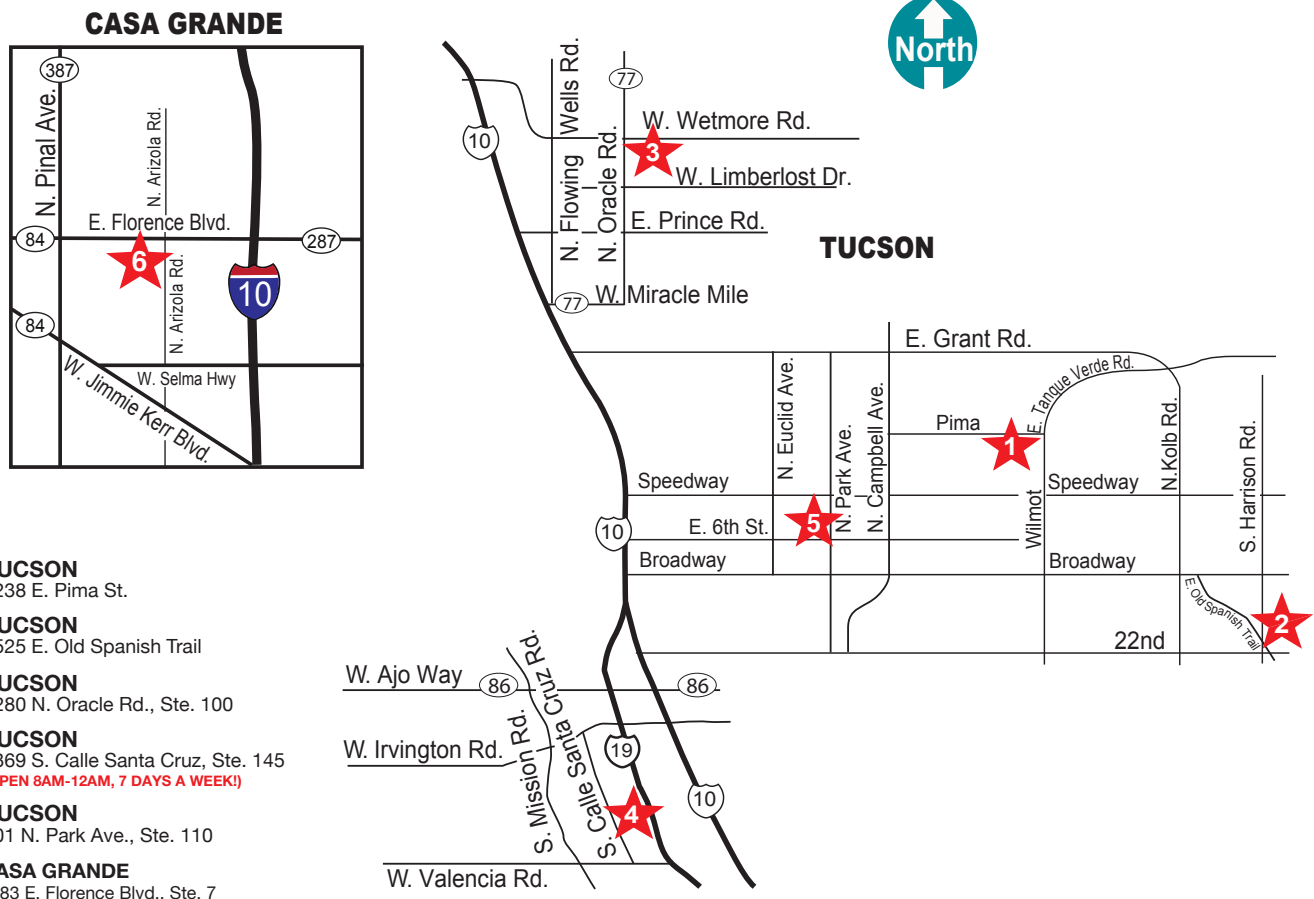 CASA GRANDE
387
N. Pinal Ave.
N. Arizola Rd.
E. Florence Blvd.
84
287
6
N. Arizola Rd.
10
84
W. Selma Hwy
W. Jimmie Kerr Blvd.
North
10
N. Flowing Wells Rd.
N. Oracle Rd.
77
W. Wetmore Rd.
3
W. Limberlost Dr.
E. Prince Rd.
77
W. Miracle Mile
TUCSON
E. Grant Rd.
N. Euclid Ave.
N. Park Ave.
N. Campbell Ave.
Pima
1
E. Tanque Verde Rd.
Wilmot
N.Kolb Rd.
S. Harrison Rd.
Speedway
Speedway
5
E. 6th St.
10
Broadway
Broadway
E. Old Spanish Trail
2
22nd
W. Ajo Way
86
86
S. Mission Rd.
S. Calle Santa Cruz Rd.
W. Irvington Rd.
19
4
10
W. Valencia Rd.
UCSON
238 E. Pima St.
UCSON
525 E. Old Spanish Trail
UCSON
280 N. Oracle Rd., Ste. 100
UCSON
869 S. Calle Santa Cruz, Ste. 145
PEN 8AM-12AM, 7 DAYS A WEEK!)
UCSON
01 N. Park Ave., Ste. 110
ASA GRANDE
83 E. Florence Blvd., Ste. 7